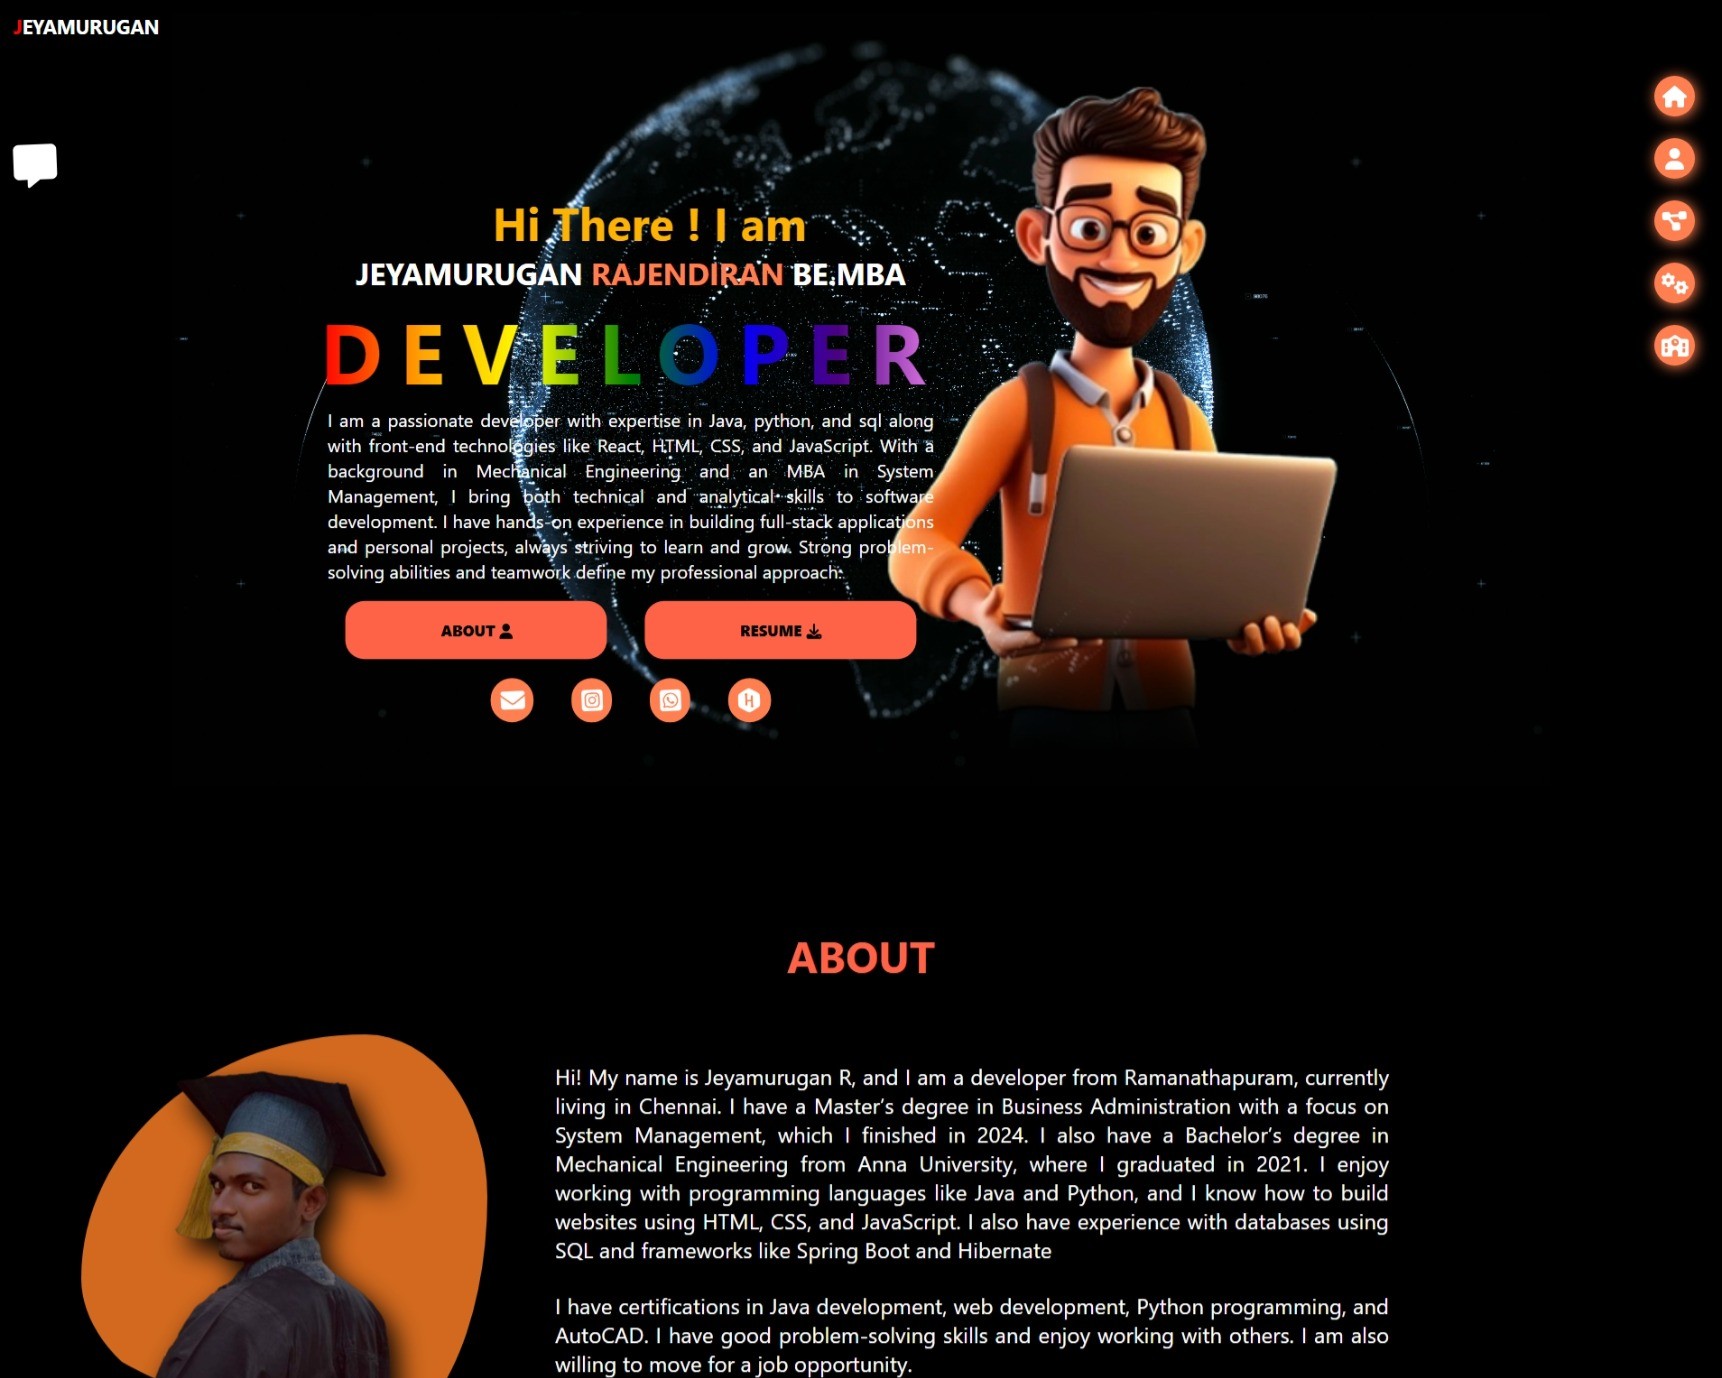 JEYAMURUGAN
Hi There ! I am
JEYAMURUGAN RAJENDIRAN BE.MBA
DEVELOPER
I am a passionate developer with expertise in Java, python, and sql along
with front-end technologies like React, HTML, CSS, and JavaScript. With a
background in Mechanical Engineering and an MBA in System
Management, I bring both technical and analytical skills to software
development. I have hands-on experience in building full-stack applications
and personal projects, always striving to learn and grow. Strong problem-
solving abilities and teamwork define my professional approach.
ABOUT
RESUME
ABOUT
Hi! My name is Jeyamurugan R, and I am a developer from Ramanathapuram, currently
living in Chennai. I have a Master’s degree in Business Administration with a focus on
System Management, which I finished in 2024. I also have a Bachelor’s degree in
Mechanical Engineering from Anna University, where I graduated in 2021. I enjoy
working with programming languages like Java and Python, and I know how to build
websites using HTML, CSS, and JavaScript. I also have experience with databases using
SQL and frameworks like Spring Boot and Hibernate
I have certifications in Java development, web development, Python programming, and
AutoCAD. I have good problem-solving skills and enjoy working with others. I am also
willing to move for a job opportunity.